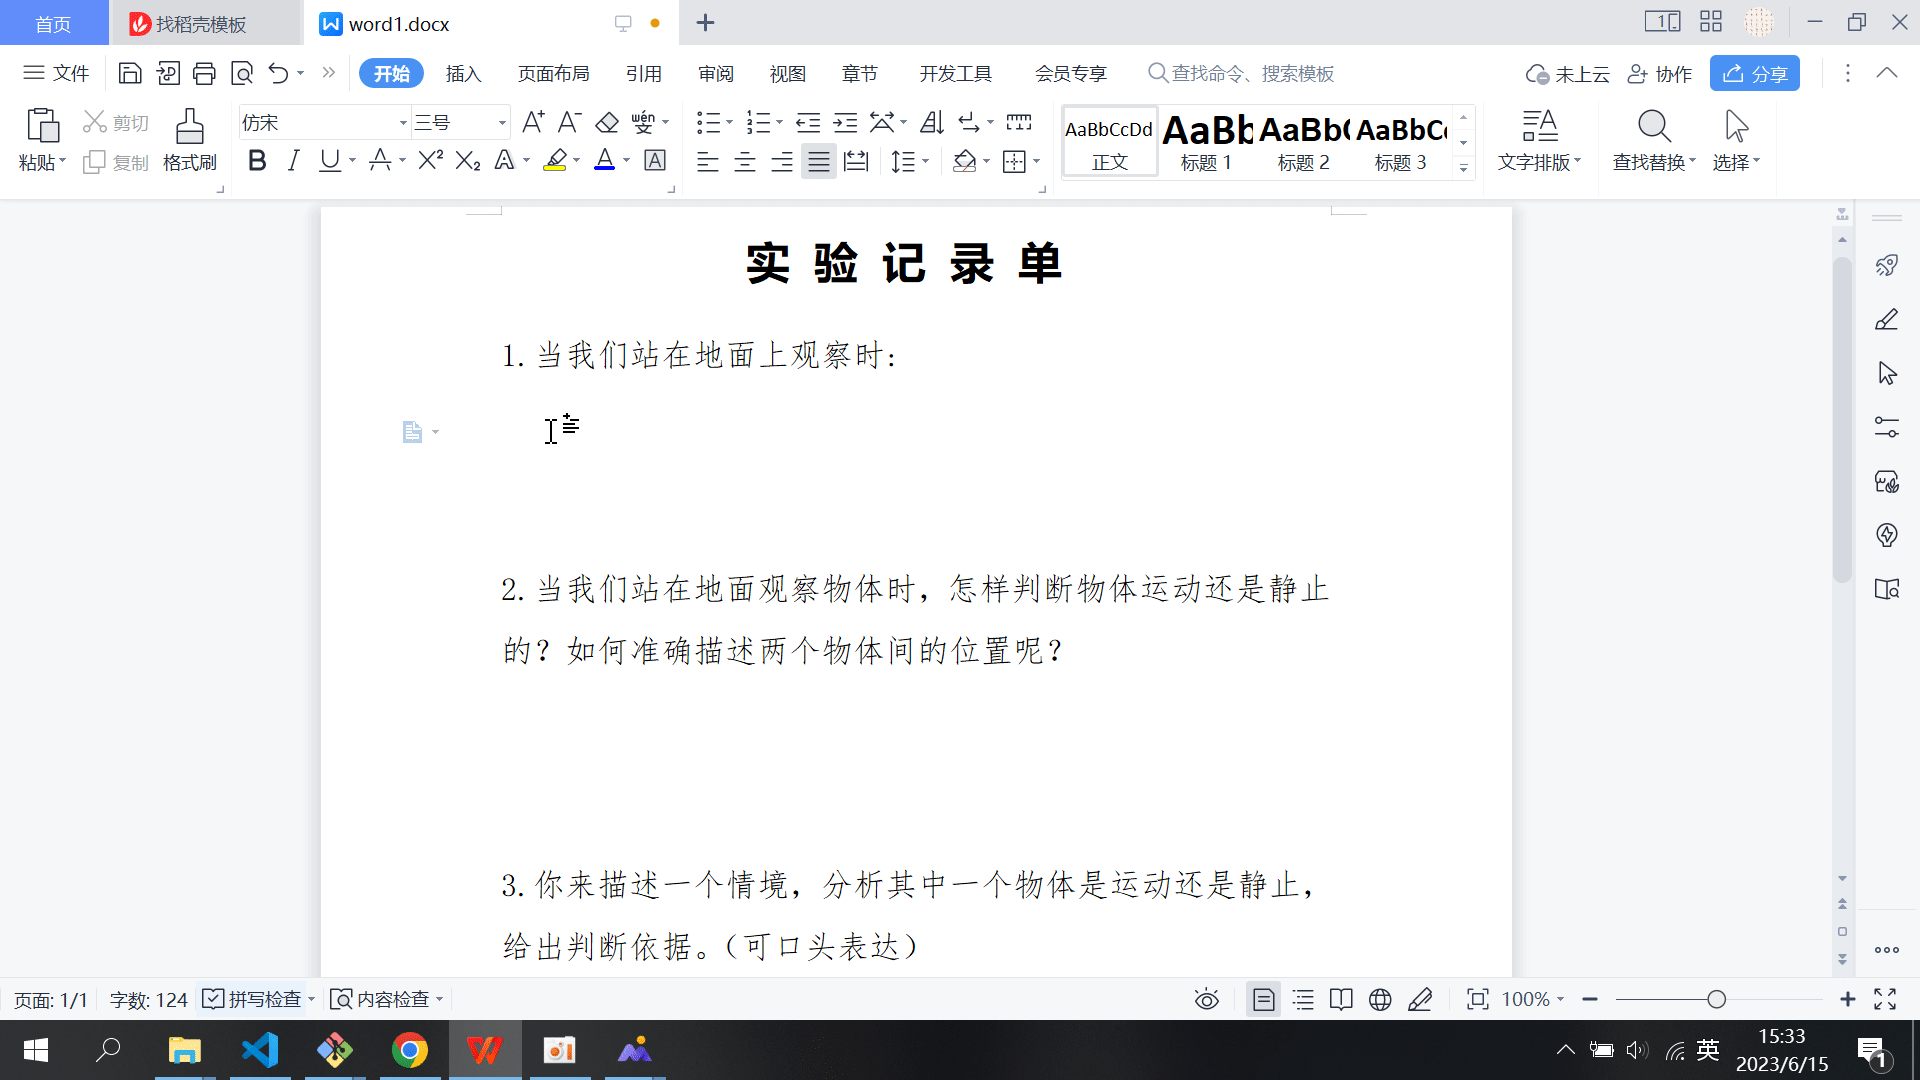 首页 找稻壳模板 word1.docx
文件 开始 插入 页面布局 引用 审阅 视图 章节 开发工具 会员专享 查找命令、搜索模板 未上云 协作 分享
粘贴 剪切 复制 格式刷 仿宋 三号 A+ A- wén
B I U A X² X₂ A A A
AaBbCcDd AaBb AaBb( AaBbC
正文 标题 1 标题 2 标题 3 文字排版 查找替换 选择
实验记录单
1.当我们站在地面上观察时：
2.当我们站在地面观察物体时，怎样判断物体运动还是静止
的？如何准确描述两个物体间的位置呢？
3.你来描述一个情境，分析其中一个物体是运动还是静止，
给出判断依据。（可口头表达）
页面: 1/1 字数: 124 拼写检查 内容检查 100%
英 15:33
2023/6/15 1